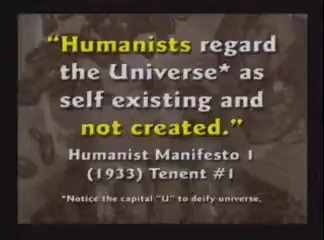 "Humanists regard
the Universe* as
self existing and
not created."
Humanist Manifesto 1
(1933) Tenent #1
*Notice the capital "U" to deify universe.